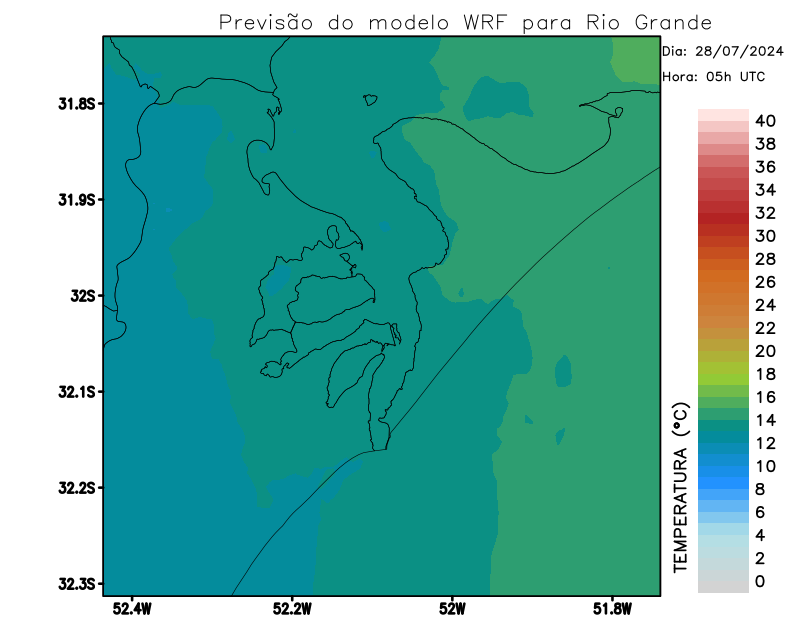 Previsão do modelo WRF para Rio Grande
Dia: 28/07/2024
Hora: 05h UTC
31.8S
31.9S
32S
32.1S
32.2S
32.3S
52.4W
52.2W
52W
51.8W
TEMPERATURA (°C)
40
38
36
34
32
30
28
26
24
22
20
18
16
14
12
10
8
6
4
2
0